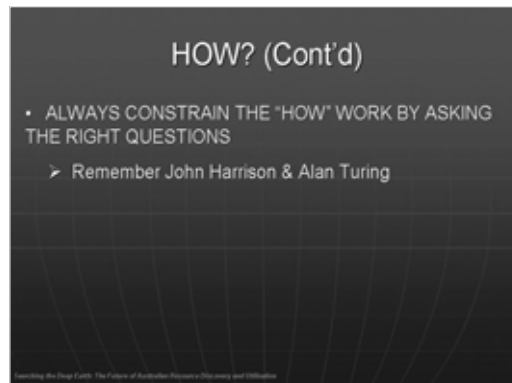 HOW? (Cont'd)
• ALWAYS CONSTRAIN THE "HOW" WORK BY ASKING
THE RIGHT QUESTIONS
➢ Remember John Harrison & Alan Turing
Searching the Deep Earth: The Future of Australian Resource Discovery and Utilisation